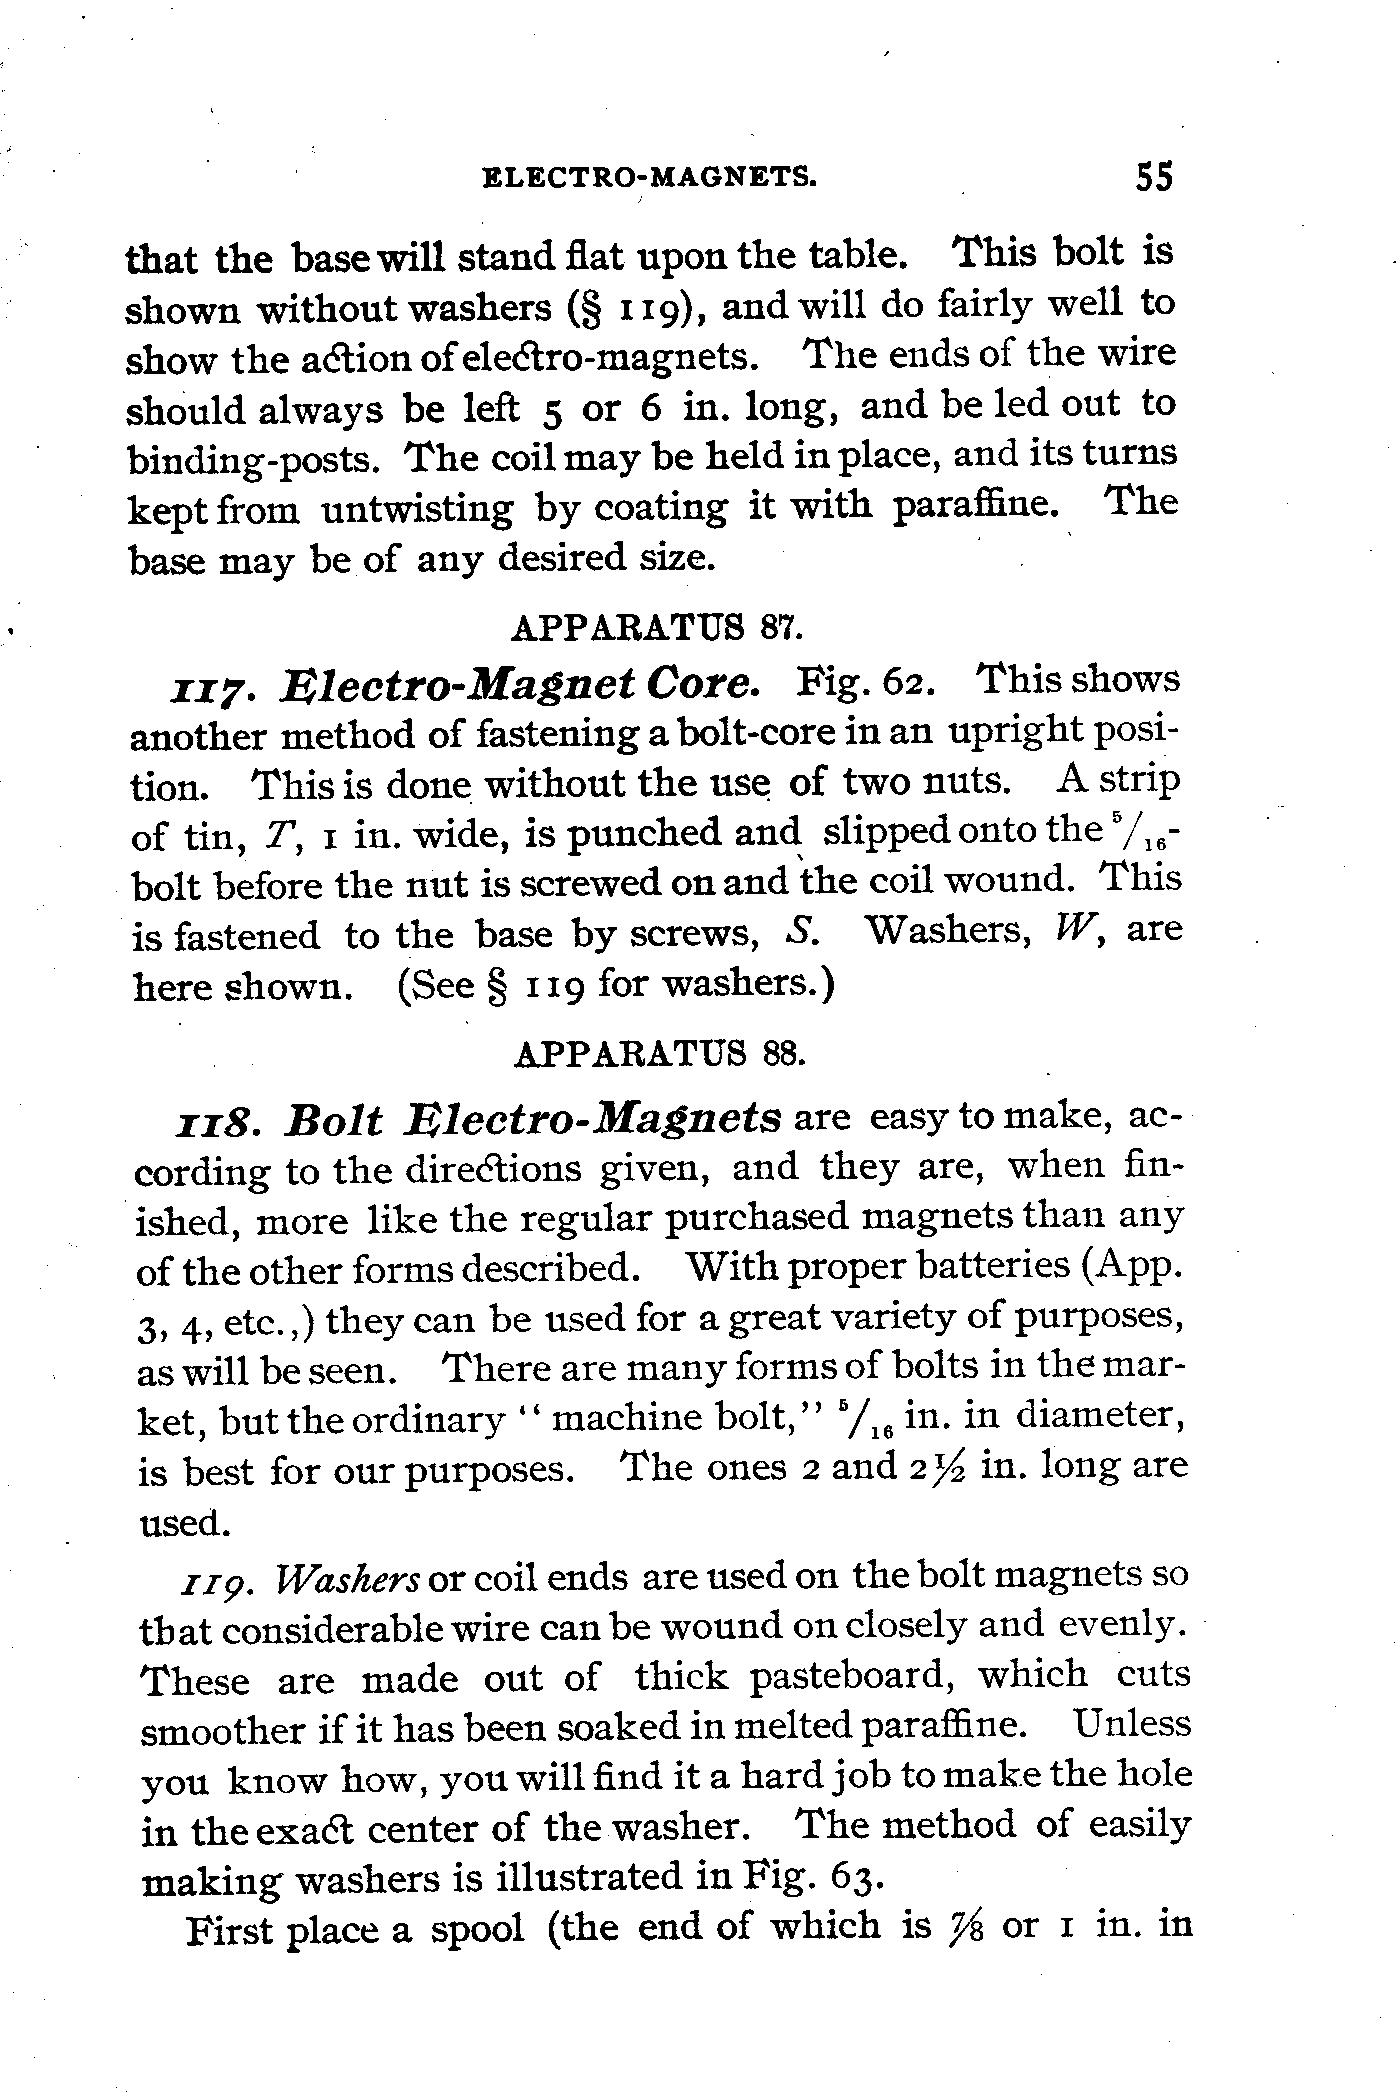 ELECTRO-MAGNETS. 55
that the base will stand flat upon the table. This bolt is
shown without washers (§ 119), and will do fairly well to
show the action of electro-magnets. The ends of the wire
should always be left 5 or 6 in. long, and be led out to
binding-posts. The coil may be held in place, and its turns
kept from untwisting by coating it with paraffine. The
base may be of any desired size.
APPARATUS 87.
117. Electro-Magnet Core. Fig. 62. This shows
another method of fastening a bolt-core in an upright posi-
tion. This is done without the use of two nuts. A strip
of tin, T, 1 in. wide, is punched and slipped onto the 5/16-
bolt before the nut is screwed on and the coil wound. This
is fastened to the base by screws, S. Washers, W, are
here shown. (See § 119 for washers.)
APPARATUS 88.
118. Bolt Electro-Magnets are easy to make, ac-
cording to the directions given, and they are, when fin-
ished, more like the regular purchased magnets than any
of the other forms described. With proper batteries (App.
3, 4, etc.,) they can be used for a great variety of purposes,
as will be seen. There are many forms of bolts in the mar-
ket, but the ordinary "machine bolt," 5/16 in. in diameter,
is best for our purposes. The ones 2 and 2½ in. long are
used.
119. Washers or coil ends are used on the bolt magnets so
that considerable wire can be wound on closely and evenly.
These are made out of thick pasteboard, which cuts
smoother if it has been soaked in melted paraffine. Unless
you know how, you will find it a hard job to make the hole
in the exact center of the washer. The method of easily
making washers is illustrated in Fig. 63.
First place a spool (the end of which is ⅞ or 1 in. in